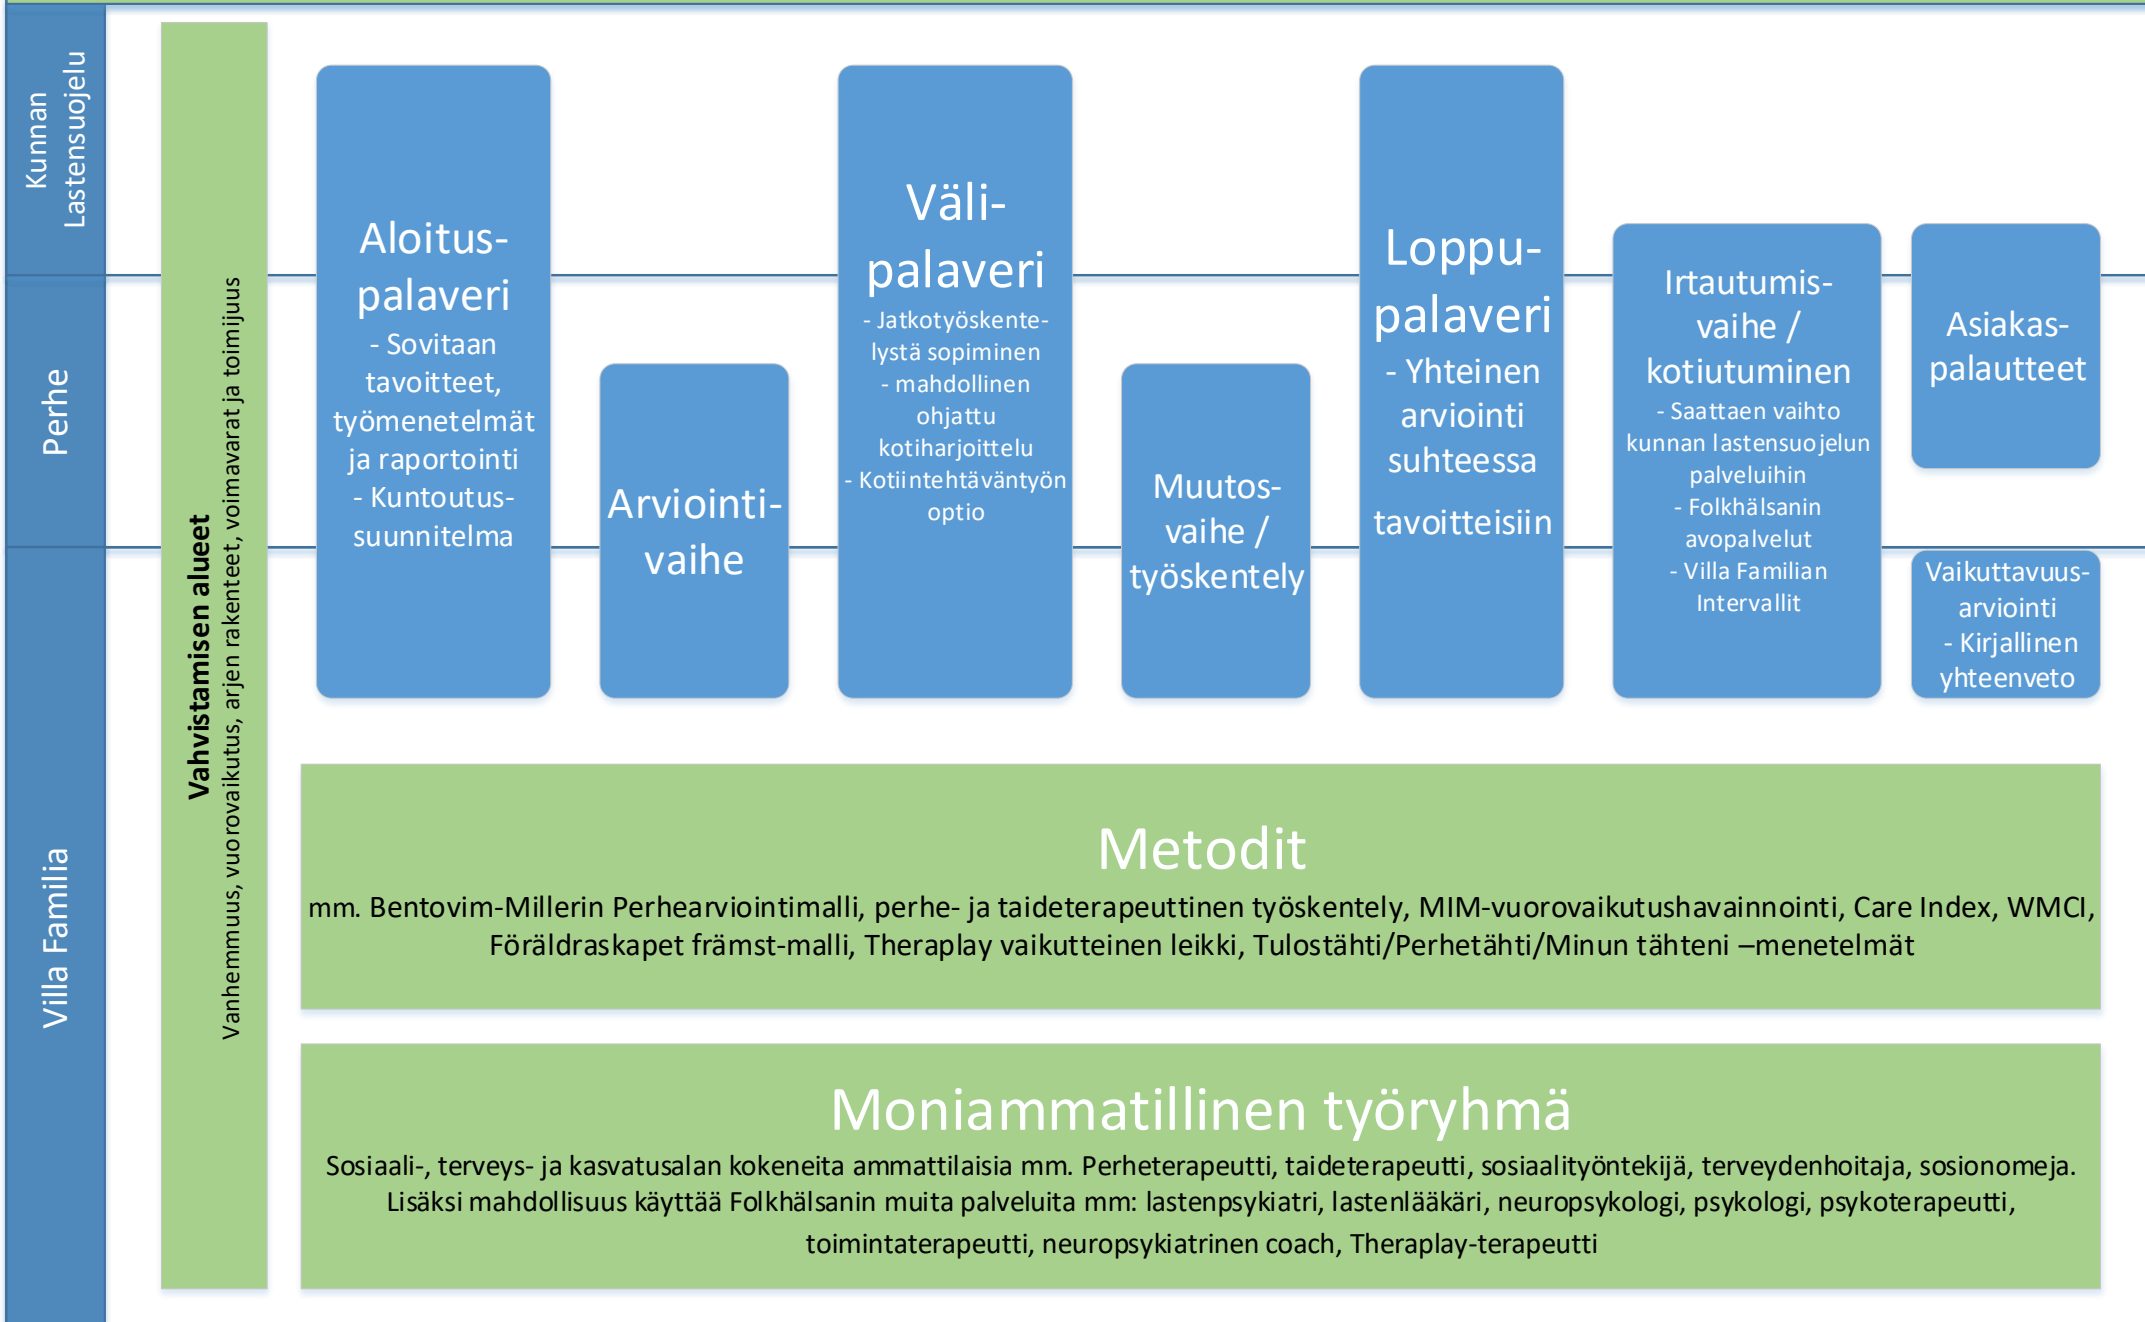 Kunnan
Lastensuojelu
Perhe
Villa Familia
Vahvistamisen alueet
Vanhemmuus, vuorovaikutus, arjen rakenteet, voimavarat ja toimijuus
Aloitus-
palaveri
- Sovitaan
tavoitteet,
työmenetelmät
ja raportointi
- Kuntoutus-
suunnitelma
Arviointi-
vaihe
Väli-
palaveri
- Jatkotyöskente-
lystä sopiminen
- mahdollinen
ohjattu
kotiharjoittelu
- Kotiintehtäväntyön
optio
Muutos-
vaihe /
työskentely
Loppu-
palaveri
- Yhteinen
arviointi
suhteessa
tavoitteisiin
Irtautumis-
vaihe /
kotiutuminen
- Saattaen vaihto
kunnan lastensuojelun
palveluihin
- Folkhälsanin
avopalvelut
- Villa Familian
Intervallit
Asiakas-
palautteet
Vaikuttavuus-
arviointi
- Kirjallinen
yhteenveto
Metodit
mm. Bentovim-Millerin Perhearviointimalli, perhe- ja taideterapeuttinen työskentely, MIM-vuorovaikutushavainnointi, Care Index, WMCI,
Föräldraskapet främst-malli, Theraplay vaikutteinen leikki, Tulostähti/Perhetähti/Minun tähteni –menetelmät
Moniammatillinen työryhmä
Sosiaali-, terveys- ja kasvatusalan kokeneita ammattilaisia mm. Perheterapeutti, taideterapeutti, sosiaalityöntekijä, terveydenhoitaja, sosionomeja.
Lisäksi mahdollisuus käyttää Folkhälsanin muita palveluita mm: lastenpsykiatri, lastenlääkäri, neuropsykologi, psykologi, psykoterapeutti,
toimintaterapeutti, neuropsykiatrinen coach, Theraplay-terapeutti